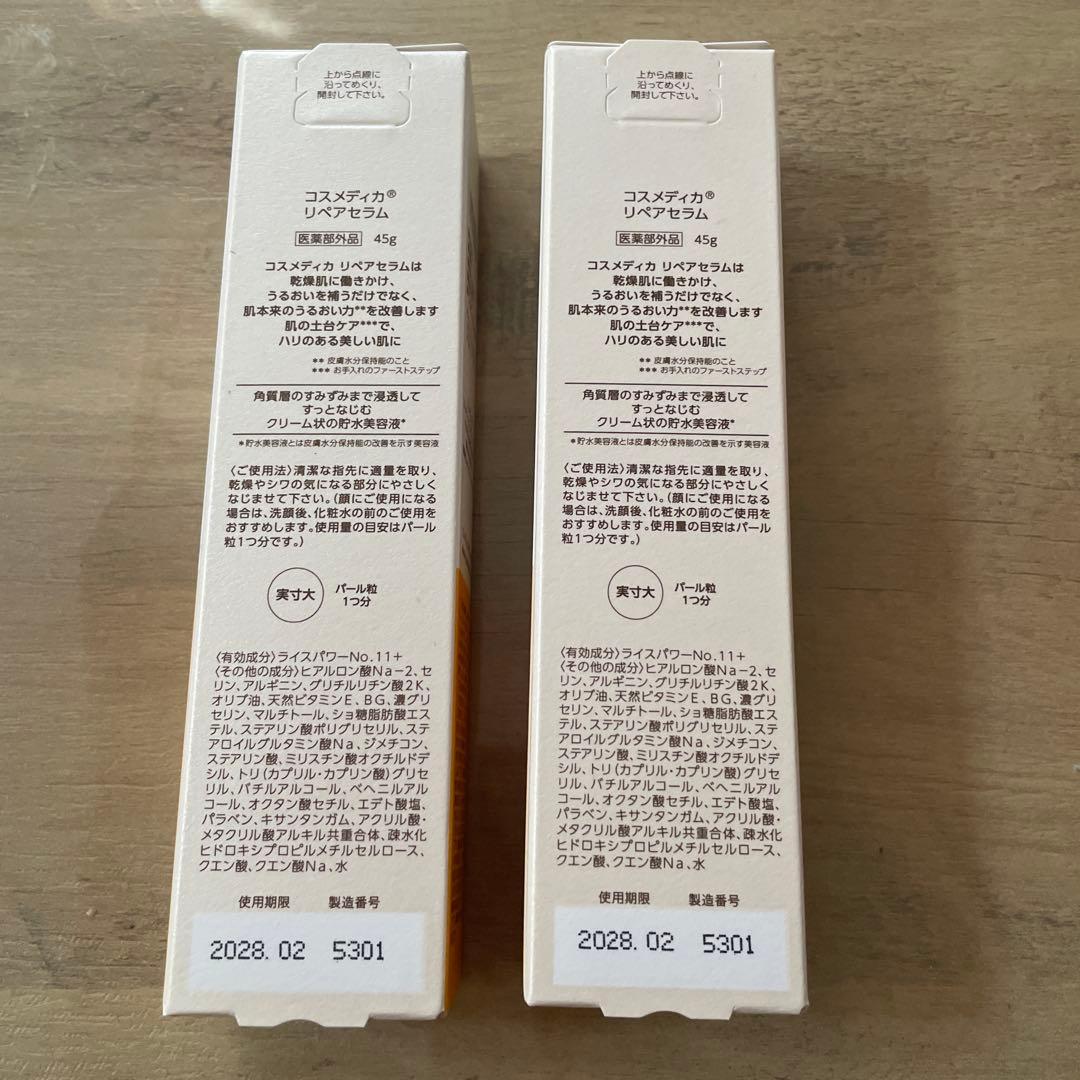 上から点線に
沿ってめくり、
開封して下さい。
コスメディカ®
リペアセラム
医薬部外品 45g
コスメディカ リペアセラムは
乾燥肌に働きかけ、
うるおいを補うだけでなく、
肌本来のうるおい力**を改善します
肌の土台ケア***で、
ハリのある美しい肌に
** 皮膚水分保持能のこと
*** お手入れのファーストステップ
角質層のすみずみまで浸透して
すっとなじむ
クリーム状の貯水美容液*
*貯水美容液とは皮膚水分保持能の改善を示す美容液
〈ご使用法〉清潔な指先に適量を取り、
乾燥やシワの気になる部分にやさしく
なじませて下さい。(顔にご使用になる
場合は、洗顔後、化粧水の前のご使用を
おすすめします。使用量の目安はパール
粒1つ分です。)
実寸大
パール粒
1つ分
〈有効成分〉ライスパワーNo.11+
〈その他の成分〉ヒアルロン酸Na-2、セ
リン、アルギニン、グリチルリチン酸2K、
オリブ油、天然ビタミンE、BG、濃グリ
セリン、マルチトール、ショ糖脂肪酸エス
テル、ステアリン酸ポリグリセリル、ステ
アロイルグルタミン酸Na、ジメチコン、
ステアリン酸、ミリスチン酸オクチルドデ
シル、トリ(カプリル・カプリン酸)グリセ
リル、バチルアルコール、ベヘニルアル
コール、オクタン酸セチル、エデト酸塩、
パラベン、キサンタンガム、アクリル酸・
メタクリル酸アルキル共重合体、疎水化
ヒドロキシプロピルメチルセルロース、
クエン酸、クエン酸Na、水
使用期限 製造番号
2028.02 5301
上から点線に
沿ってめくり、
開封して下さい。
コスメディカ®
リペアセラム
医薬部外品 45g
コスメディカ リペアセラムは
乾燥肌に働きかけ、
うるおいを補うだけでなく、
肌本来のうるおい力**を改善します
肌の土台ケア***で、
ハリのある美しい肌に
** 皮膚水分保持能のこと
*** お手入れのファーストステップ
角質層のすみずみまで浸透して
すっとなじむ
クリーム状の貯水美容液*
*貯水美容液とは皮膚水分保持能の改善を示す美容液
〈ご使用法〉清潔な指先に適量を取り、
乾燥やシワの気になる部分にやさしく
なじませて下さい。(顔にご使用になる
場合は、洗顔後、化粧水の前のご使用を
おすすめします。使用量の目安はパール
粒1つ分です。)
実寸大
パール粒
1つ分
〈有効成分〉ライスパワーNo.11+
〈その他の成分〉ヒアルロン酸Na-2、セ
リン、アルギニン、グリチルリチン酸2K、
オリブ油、天然ビタミンE、BG、濃グリ
セリン、マルチトール、ショ糖脂肪酸エス
テル、ステアリン酸ポリグリセリル、ステ
アロイルグルタミン酸Na、ジメチコン、
ステアリン酸、ミリスチン酸オクチルドデ
シル、トリ(カプリル・カプリン酸)グリセ
リル、バチルアルコール、ベヘニルアル
コール、オクタン酸セチル、エデト酸塩、
パラベン、キサンタンガム、アクリル酸・
メタクリル酸アルキル共重合体、疎水化
ヒドロキシプロピルメチルセルロース、
クエン酸、クエン酸Na、水
使用期限 製造番号
2028.02 5301